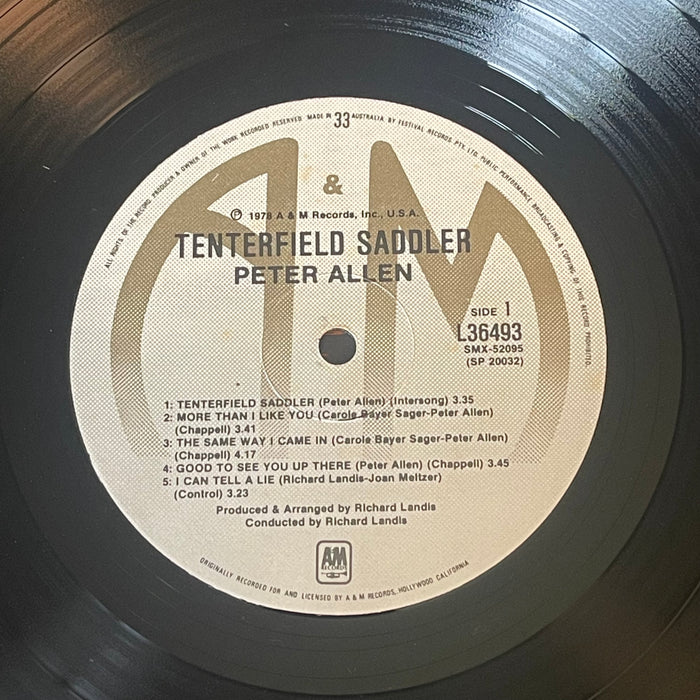 ALL RIGHTS OF THE RECORD PRODUCER & OWNER OF THE WORK RECORDED RESERVED MADE IN AUSTRALIA BY FESTIVAL RECORDS PTY. LTD. PUBLIC PERFORMANCE BROADCASTING & COPYING OF THIS RECORD PROHIBITED.
33
A & M
℗ 1978 A & M Records, Inc., U.S.A.
TENTERFIELD SADDLER
PETER ALLEN
SIDE 1
L36493
SMX-52095
(SP 20032)
1: TENTERFIELD SADDLER (Peter Allen) (Intersong) 3.35
2: MORE THAN I LIKE YOU (Carole Bayer Sager-Peter Allen)
(Chappell) 3.41
3: THE SAME WAY I CAME IN (Carole Bayer Sager-Peter Allen)
(Chappell) 4.17
4: GOOD TO SEE YOU UP THERE (Peter Allen) (Chappell) 3.45
5: I CAN TELL A LIE (Richard Landis-Joan Meltzer)
(Control) 3.23
Produced & Arranged by Richard Landis
Conducted by Richard Landis
A&M
RECORDS
ORIGINALLY RECORDED FOR AND LICENSED BY A & M RECORDS, HOLLYWOOD CALIFORNIA